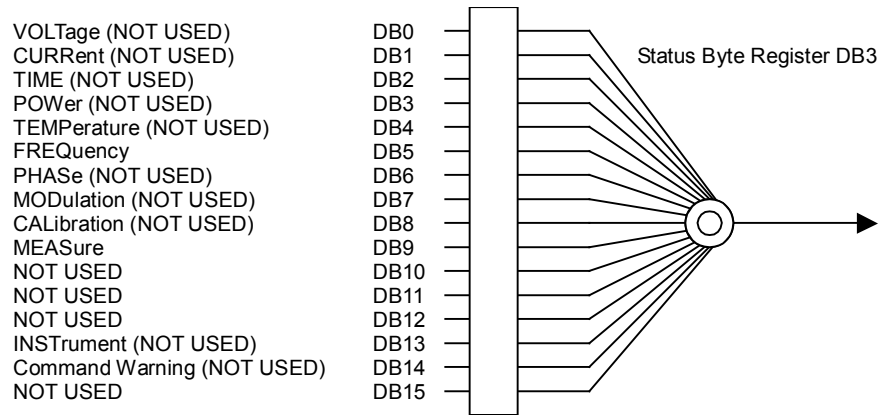 VOLTage (NOT USED) DB0
CURRent (NOT USED) DB1 Status Byte Register DB3
TIME (NOT USED) DB2
POWer (NOT USED) DB3
TEMPerature (NOT USED) DB4
FREQuency DB5
PHASe (NOT USED) DB6
MODulation (NOT USED) DB7
CALibration (NOT USED) DB8
MEASure DB9
NOT USED DB10
NOT USED DB11
NOT USED DB12
INSTrument (NOT USED) DB13
Command Warning (NOT USED) DB14
NOT USED DB15